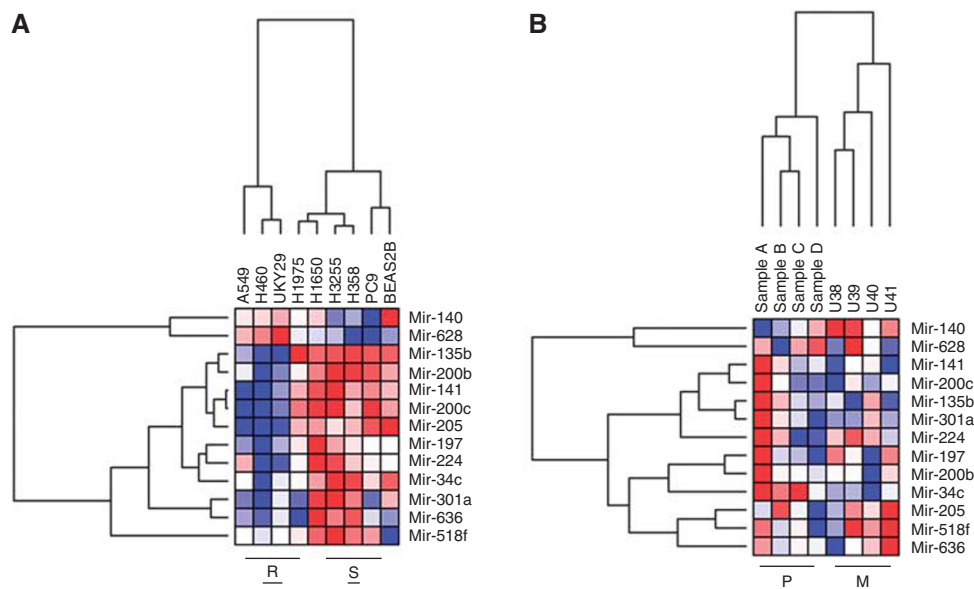 A
A549
H460
UKY29
H1975
H1650
H3255
H358
PC9
BEAS2B
Mir-140
Mir-628
Mir-135b
Mir-200b
Mir-141
Mir-200c
Mir-205
Mir-197
Mir-224
Mir-34c
Mir-301a
Mir-636
Mir-518f
R
S
B
Sample A
Sample B
Sample C
Sample D
U38
U39
U40
U41
Mir-140
Mir-628
Mir-141
Mir-200c
Mir-135b
Mir-301a
Mir-224
Mir-197
Mir-200b
Mir-34c
Mir-205
Mir-518f
Mir-636
P
M